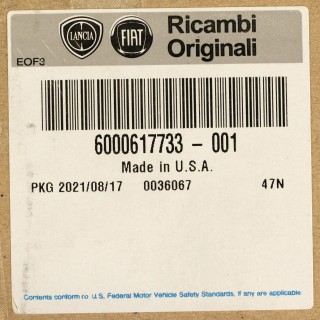 LANCIA
FIAT
Ricambi
Originali
EOF3
6000617733 - 001
Made in U.S.A.
PKG 2021/08/17 0036067 47N
Contents conform to U.S. Federal Motor Vehicle Safety Standards, if any are applicable